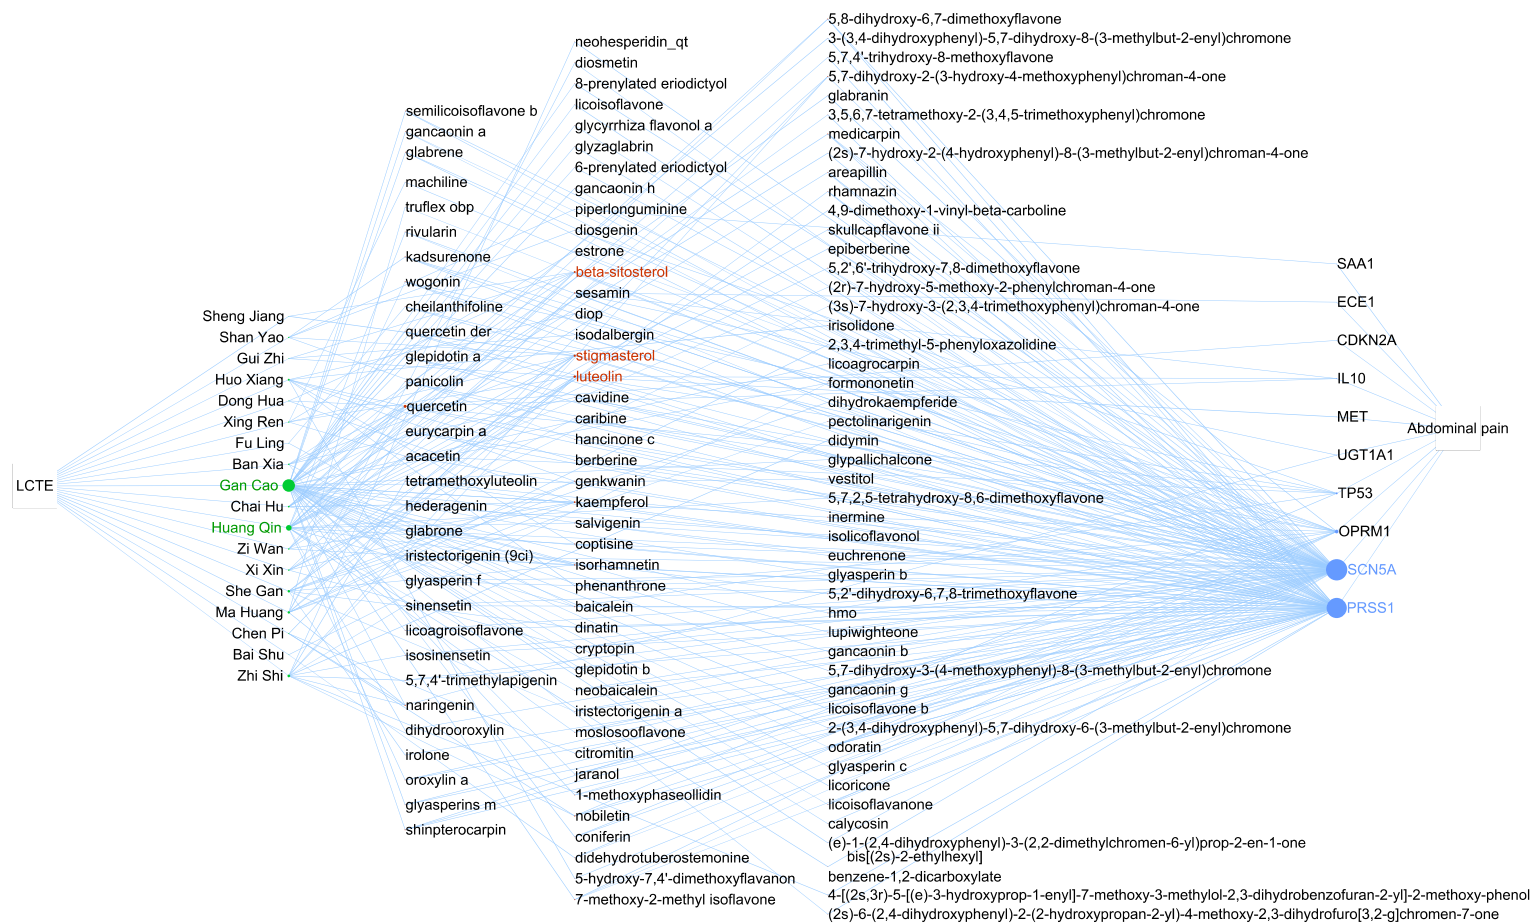 LCTE
Sheng Jiang
Shan Yao
Gui Zhi
Huo Xiang
Dong Hua
Xing Ren
Fu Ling
Ban Xia
Gan Cao
Chai Hu
Huang Qin
Zi Wan
Xi Xin
She Gan
Ma Huang
Chen Pi
Bai Shu
Zhi Shi
semilicoisoflavone b
gancaonin a
glabrene
machiline
truflex obp
rivularin
kadsurenone
wogonin
cheilanthifoline
quercetin der
glepidotin a
panicolin
quercetin
eurycarpin a
acacetin
tetramethoxyluteolin
hederagenin
glabrone
iristectorigenin (9ci)
glyasperin f
sinensetin
licoagroisoflavone
isosinensetin
5,7,4'-trimethylapigenin
naringenin
dihydrooroxylin
irolone
oroxylin a
glyasperins m
shinpterocarpin
neohesperidin_qt
diosmetin
8-prenylated eriodictyol
licoisoflavone
glycyrrhiza flavonol a
glyzaglabrin
6-prenylated eriodictyol
gancaonin h
piperlonguminine
diosgenin
estrone
beta-sitosterol
sesamin
diop
isodalbergin
stigmasterol
luteolin
cavidine
caribine
hancinone c
berberine
genkwanin
kaempferol
salvigenin
coptisine
isorhamnetin
phenanthrone
baicalein
dinatin
cryptopin
glepidotin b
neobaicalein
iristectorigenin a
moslosooflavone
citromitin
jaranol
1-methoxyphaseollidin
nobiletin
coniferin
didehydrotuberostemonine
5-hydroxy-7,4'-dimethoxyflavanon
7-methoxy-2-methyl isoflavone
5,8-dihydroxy-6,7-dimethoxyflavone
3-(3,4-dihydroxyphenyl)-5,7-dihydroxy-8-(3-methylbut-2-enyl)chromone
5,7,4'-trihydroxy-8-methoxyflavone
5,7-dihydroxy-2-(3-hydroxy-4-methoxyphenyl)chroman-4-one
glabranin
3,5,6,7-tetramethoxy-2-(3,4,5-trimethoxyphenyl)chromone
medicarpin
(2s)-7-hydroxy-2-(4-hydroxyphenyl)-8-(3-methylbut-2-enyl)chroman-4-one
areapillin
rhamnazin
4,9-dimethoxy-1-vinyl-beta-carboline
skullcapflavone ii
epiberberine
5,2',6'-trihydroxy-7,8-dimethoxyflavone
(2r)-7-hydroxy-5-methoxy-2-phenylchroman-4-one
(3s)-7-hydroxy-3-(2,3,4-trimethoxyphenyl)chroman-4-one
irisolidone
2,3,4-trimethyl-5-phenyloxazolidine
licoagrocarpin
formononetin
dihydrokaempferide
pectolinarigenin
didymin
glypallichalcone
vestitol
5,7,2,5-tetrahydroxy-8,6-dimethoxyflavone
inermine
isolicoflavonol
euchrenone
glyasperin b
5,2'-dihydroxy-6,7,8-trimethoxyflavone
hmo
lupiwighteone
gancaonin b
5,7-dihydroxy-3-(4-methoxyphenyl)-8-(3-methylbut-2-enyl)chromone
gancaonin g
licoisoflavone b
2-(3,4-dihydroxyphenyl)-5,7-dihydroxy-6-(3-methylbut-2-enyl)chromone
odoratin
glyasperin c
licoricone
licoisoflavanone
calycosin
(e)-1-(2,4-dihydroxyphenyl)-3-(2,2-dimethylchromen-6-yl)prop-2-en-1-one
bis[(2s)-2-ethylhexyl]
benzene-1,2-dicarboxylate
4-[(2s,3r)-5-[(e)-3-hydroxyprop-1-enyl]-7-methoxy-3-methylol-2,3-dihydrobenzofuran-2-yl]-2-methoxy-phenol
(2s)-6-(2,4-dihydroxyphenyl)-2-(2-hydroxypropan-2-yl)-4-methoxy-2,3-dihydrofuro[3,2-g]chromen-7-one
SAA1
ECE1
CDKN2A
IL10
MET
UGT1A1
TP53
OPRM1
SCN5A
PRSS1
Abdominal pain